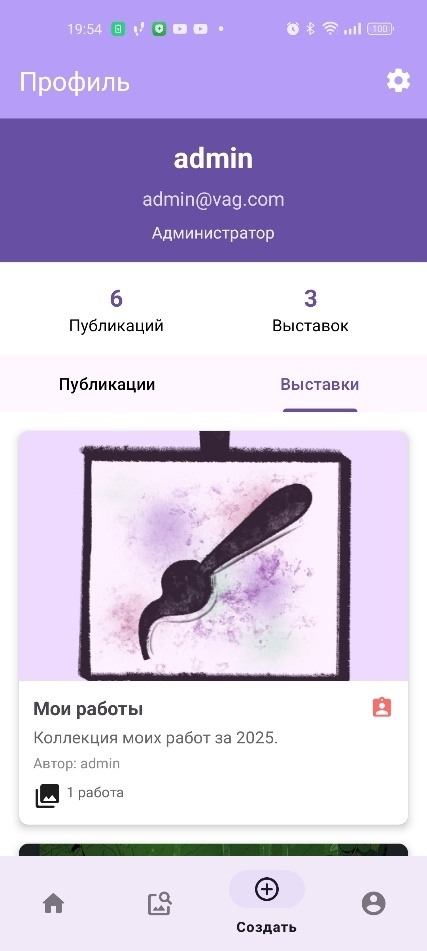 19:54
100
Профиль
admin
admin@vag.com
Администратор
6 3
Публикаций Выставок
Публикации Выставки
Мои работы
Коллекция моих работ за 2025.
Автор: admin
1 работа
Создать